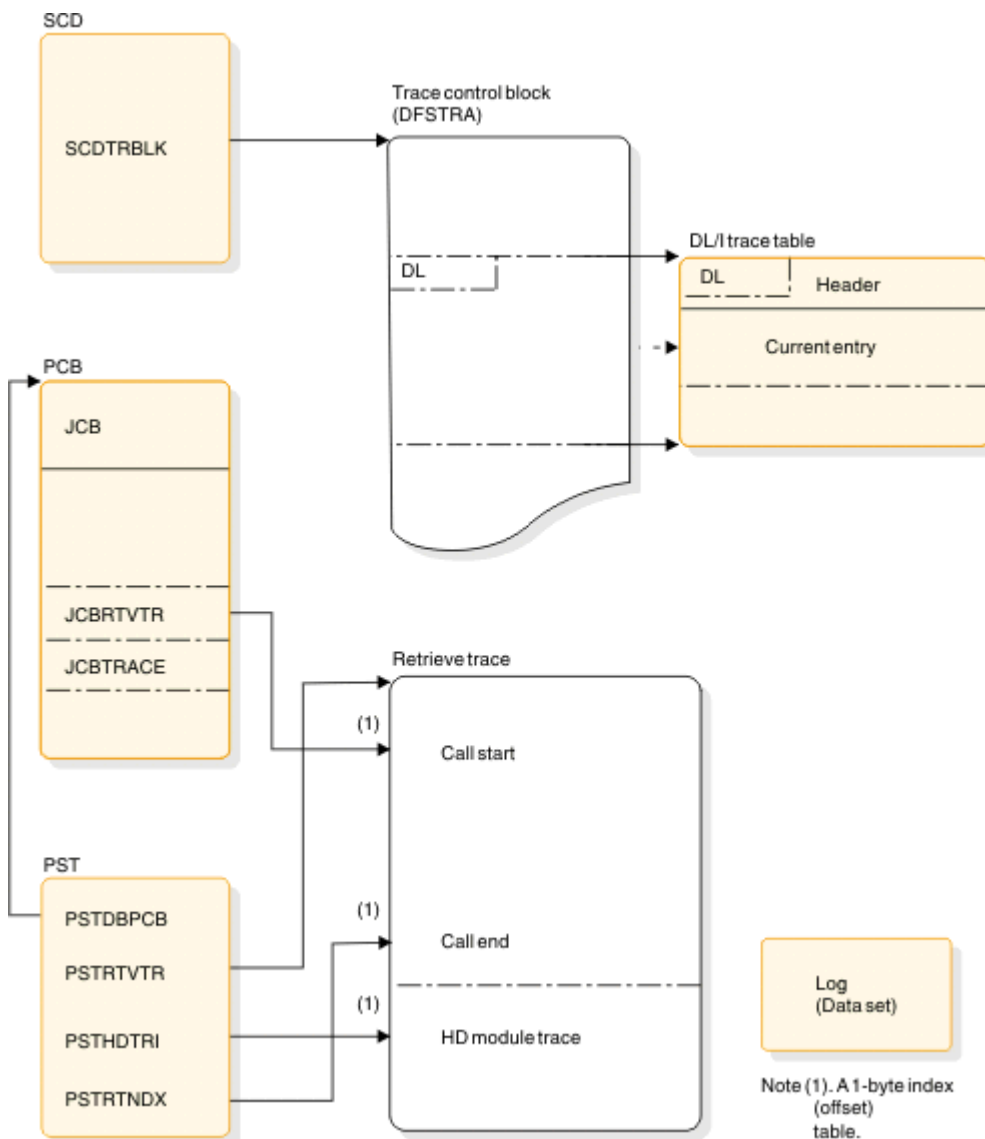 SCD
SCDTRBLK
Trace control block
(DFSTRA)
DL
DL/I trace table
DL
Header
Current entry
PCB
JCB
JCBRTVTR
JCBTRACE
Retrieve trace
(1)
Call start
PST
PSTDBPCB
PSTRTVTR
PSTHDTRI
PSTRTNDX
(1)
Call end
(1)
HD module trace
Log
(Data set)
Note (1). A 1-byte index
(offset)
table.